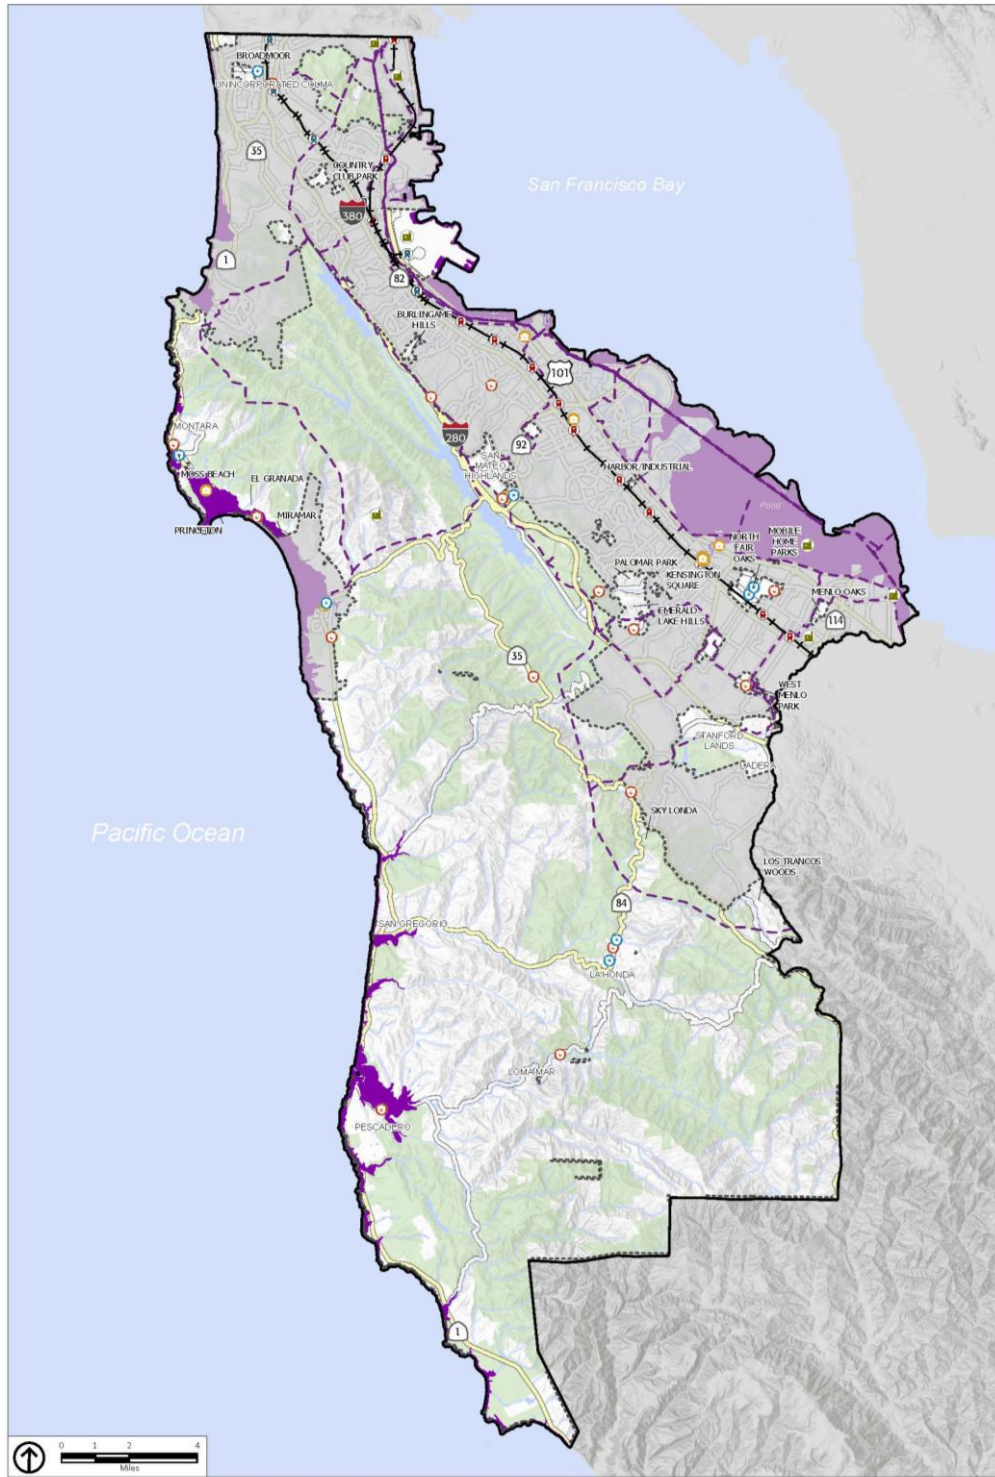 BROADMOOR
UNINCORPORATED COLMA
35
COUNTRY
CLUB PARK
San Francisco Bay
380
1
82
BURLINGAME
HILLS
101
MONTARA
280
92
SAN
MATEO
HIGHLANDS
HARBOR/INDUSTRIAL
MOSS BEACH
EL GRANADA
MIRAMAR
PRINCETON
Pond
MOBILE
HOME
PARKS
NORTH
FAIR
OAKS
PALOMAR PARK
KENSINGTON
SQUARE
MENLO OAKS
EMERALD
LAKE HILLS
114
35
WEST
MENLO
PARK
STANFORD
LANDS
LADERA
SKY LONDA
Pacific Ocean
LOS TRANCOS
WOODS
84
SAN GREGORIO
LA HONDA
LOMA MAR
PESCADERO
1
0 1 2 4
Miles